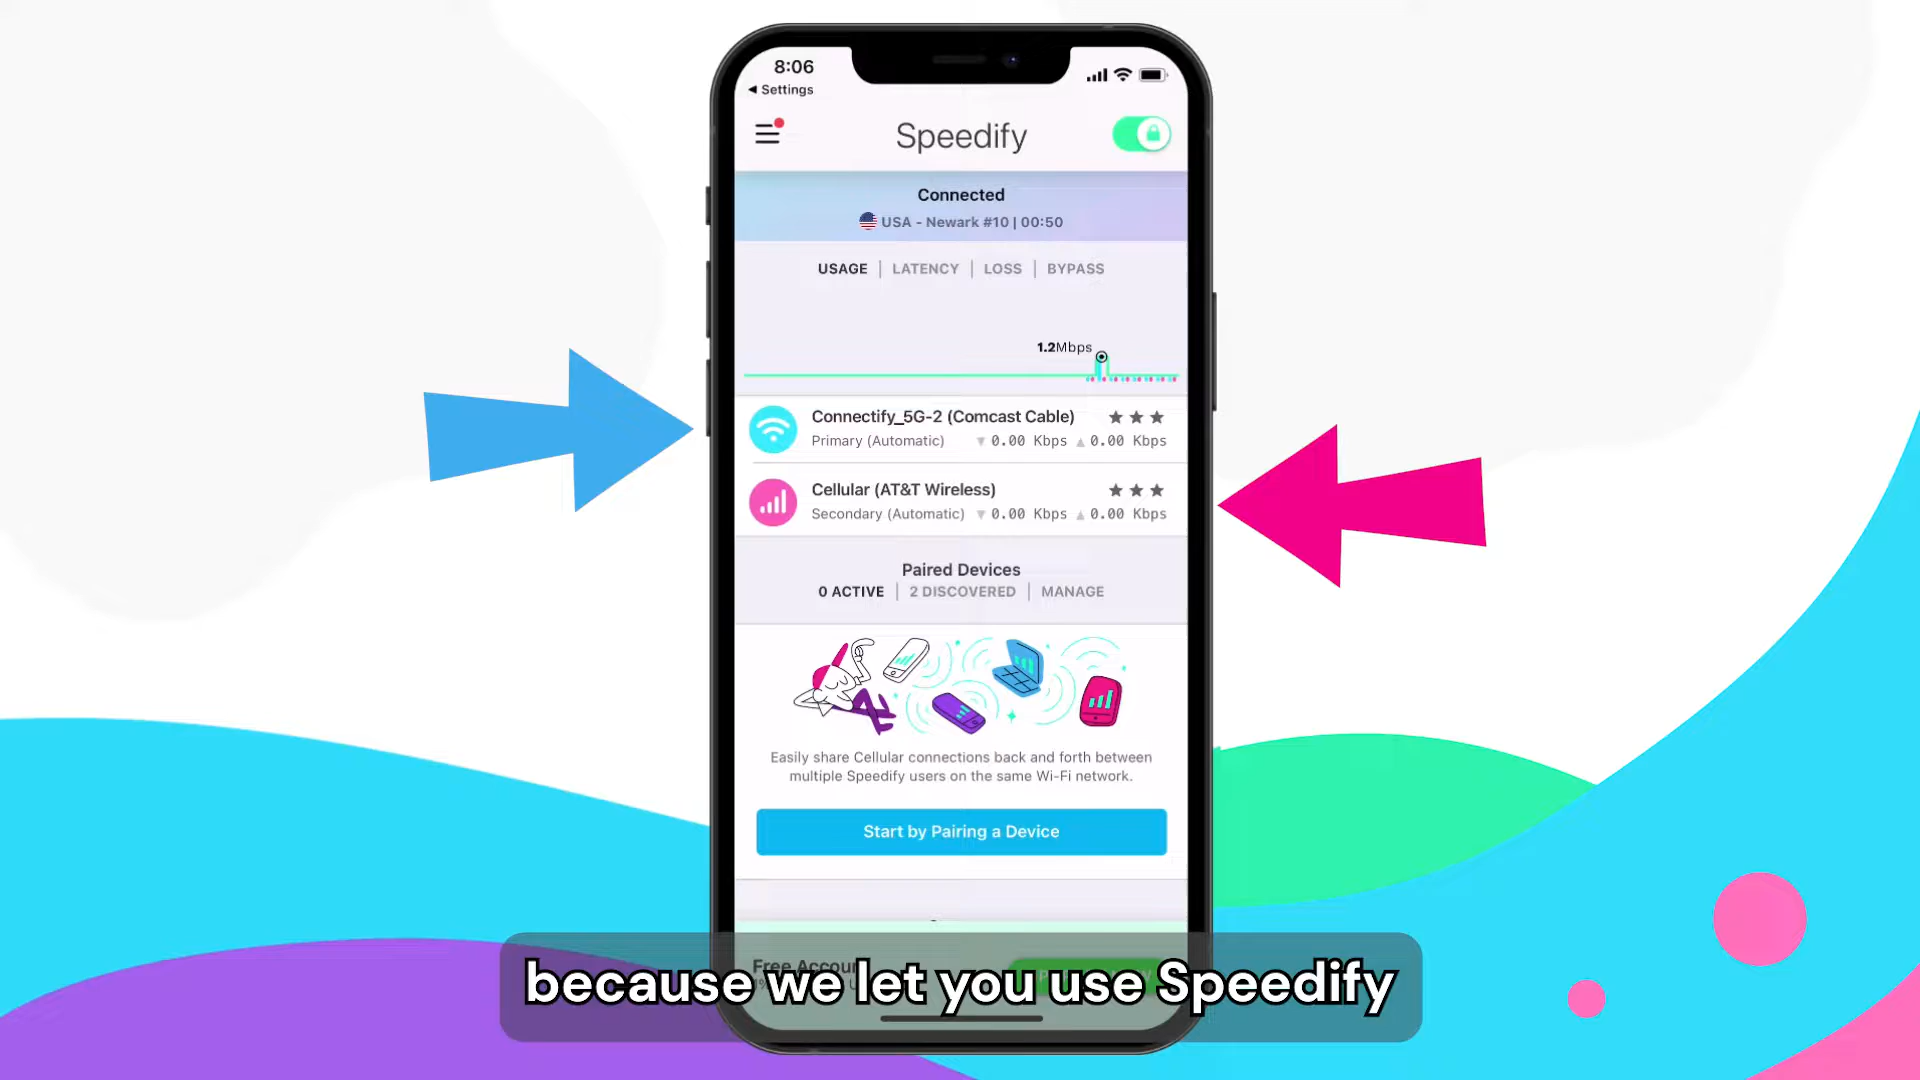 8:06
◀ Settings
Speedify
Connected
USA - Newark #10 | 00:50
USAGE | LATENCY | LOSS | BYPASS
1.2Mbps
Connectify_5G-2 (Comcast Cable) ★ ★ ★
Primary (Automatic) ▼ 0.00 Kbps ▲ 0.00 Kbps
Cellular (AT&T Wireless) ★ ★ ★
Secondary (Automatic) ▼ 0.00 Kbps ▲ 0.00 Kbps
Paired Devices
0 ACTIVE | 2 DISCOVERED | MANAGE
Easily share Cellular connections back and forth between
multiple Speedify users on the same Wi-Fi network.
Start by Pairing a Device
Free Accou
because we let you use Speedify